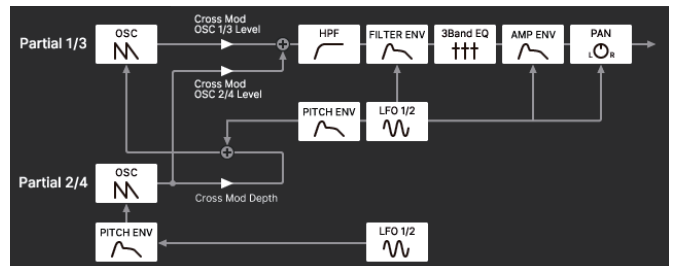 Cross Mod
OSC 1/3 Level
Partial 1/3
OSC
HPF
FILTER ENV
3Band EQ
AMP ENV
PAN
L
R
Cross Mod
OSC 2/4 Level
PITCH ENV
LFO 1/2
Partial 2/4
OSC
Cross Mod Depth
PITCH ENV
LFO 1/2